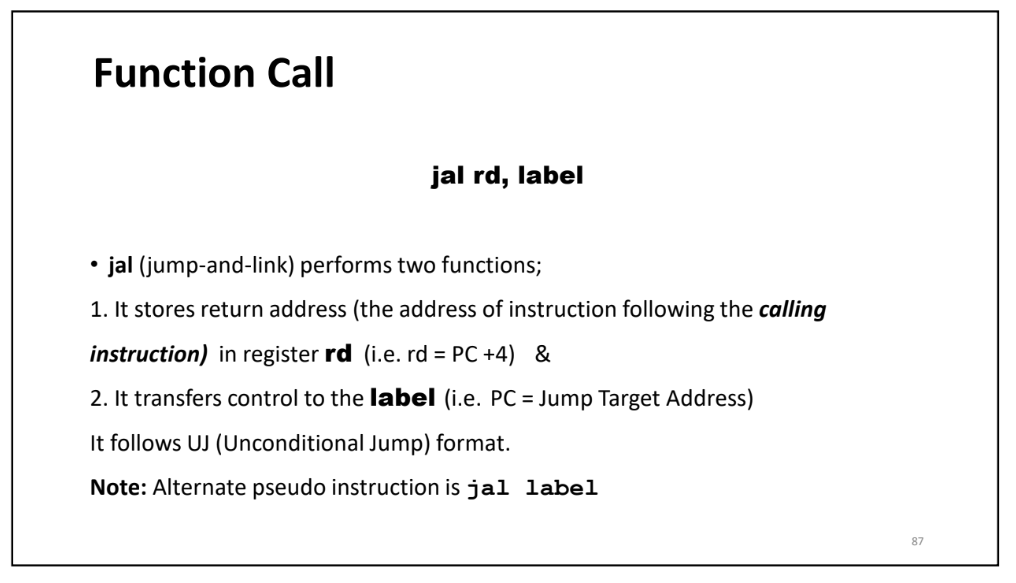 Function Call
jal rd, label
• jal (jump-and-link) performs two functions;
1. It stores return address (the address of instruction following the calling
instruction) in register rd (i.e. rd = PC +4) &
2. It transfers control to the label (i.e. PC = Jump Target Address)
It follows UJ (Unconditional Jump) format.
Note: Alternate pseudo instruction is jal label
87